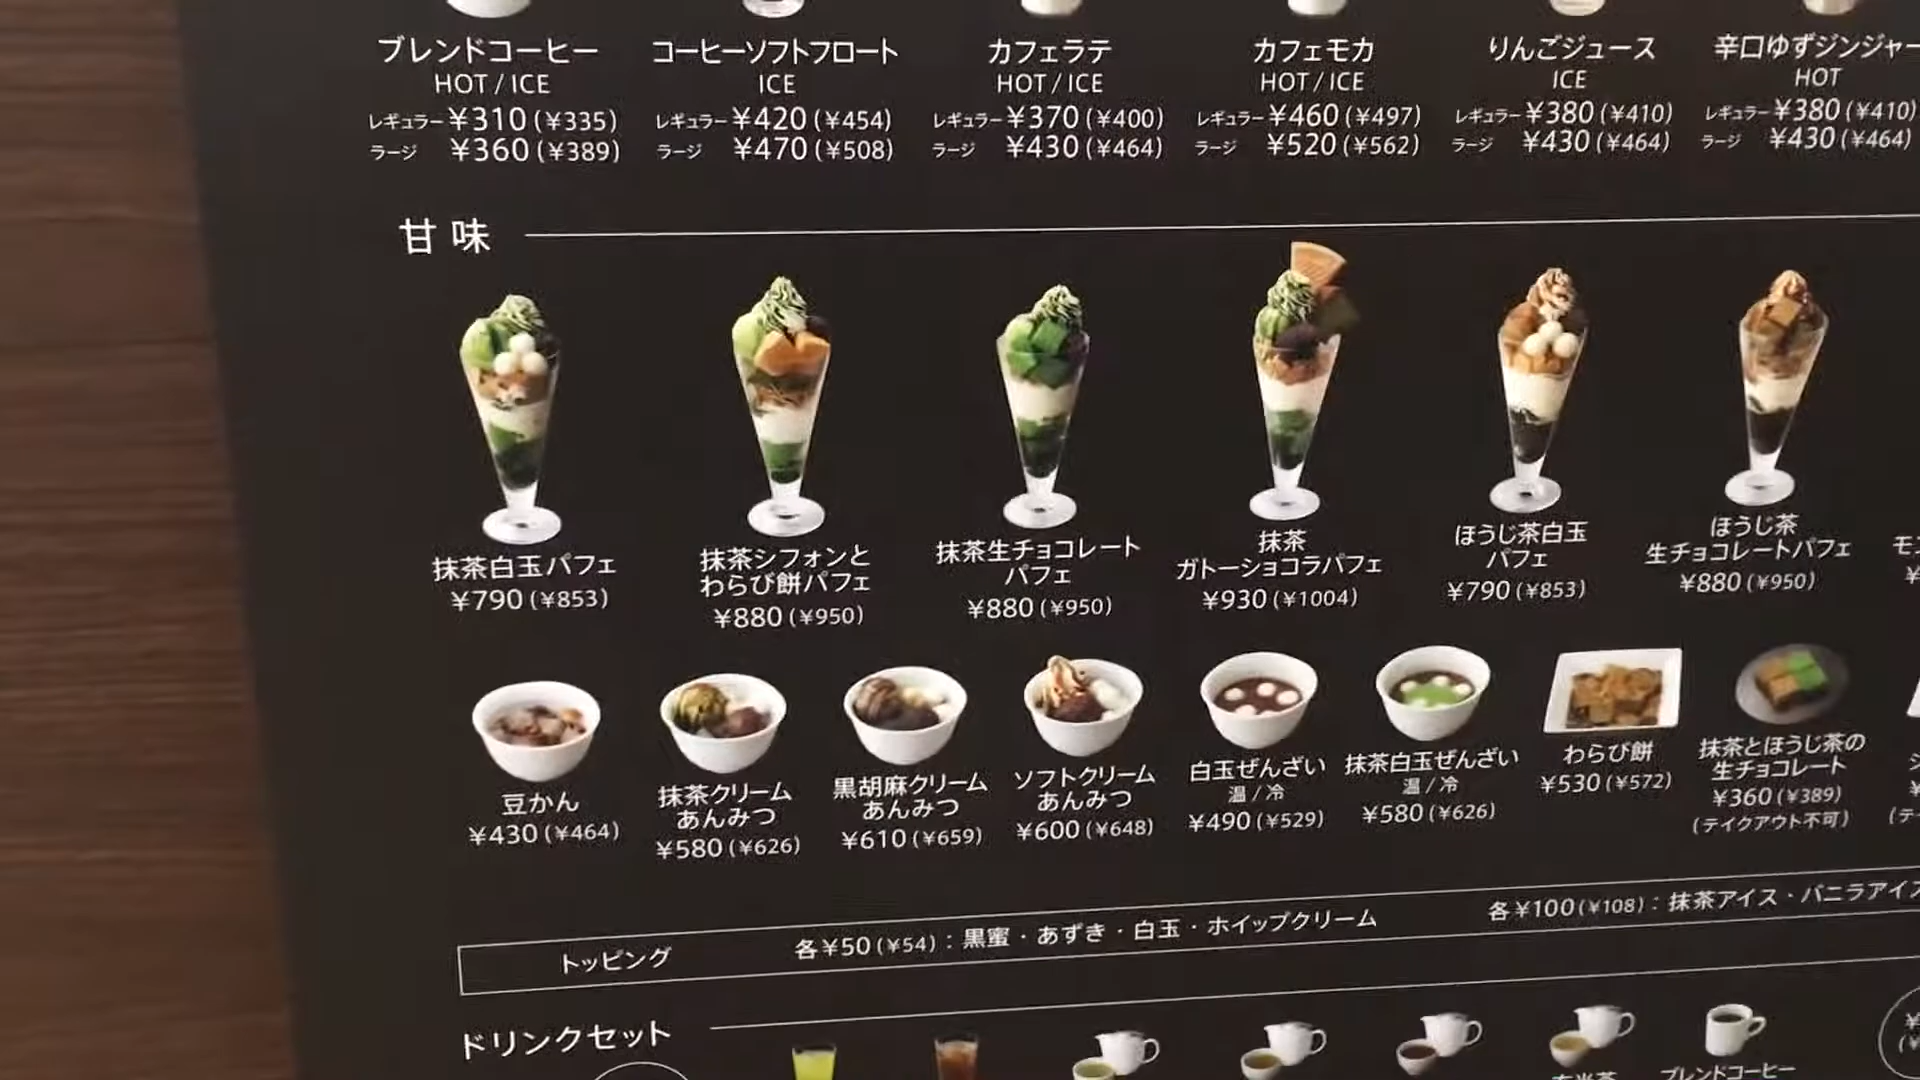 ブレンドコーヒー
HOT / ICE
レギュラー ¥310 (¥335)
ラージ ¥360 (¥389)
コーヒーソフトフロート
ICE
レギュラー ¥420 (¥454)
ラージ ¥470 (¥508)
カフェラテ
HOT / ICE
レギュラー ¥370 (¥400)
ラージ ¥430 (¥464)
カフェモカ
HOT / ICE
レギュラー ¥460 (¥497)
ラージ ¥520 (¥562)
りんごジュース
ICE
レギュラー ¥380 (¥410)
ラージ ¥430 (¥464)
辛口ゆずジンジャー
HOT
レギュラー ¥380 (¥410)
ラージ ¥430 (¥464)
甘味
抹茶白玉パフェ
¥790 (¥853)
抹茶シフォンと
わらび餅パフェ
¥880 (¥950)
抹茶生チョコレート
パフェ
¥880 (¥950)
抹茶
ガトーショコラパフェ
¥930 (¥1004)
ほうじ茶白玉
パフェ
¥790 (¥853)
ほうじ茶
生チョコレートパフェ
¥880 (¥950)
豆かん
¥430 (¥464)
抹茶クリーム
あんみつ
¥580 (¥626)
黒胡麻クリーム
あんみつ
¥610 (¥659)
ソフトクリーム
あんみつ
¥600 (¥648)
白玉ぜんざい
温 / 冷
¥490 (¥529)
抹茶白玉ぜんざい
温 / 冷
¥580 (¥626)
わらび餅
¥530 (¥572)
抹茶とほうじ茶の
生チョコレート
¥360 (¥389)
(テイクアウト不可)
トッピング 各¥50 (¥54) : 黒蜜・あずき・白玉・ホイップクリーム 各¥100 (¥108) : 抹茶アイス・バニラアイス
ドリンクセット
ブレンドコーヒー